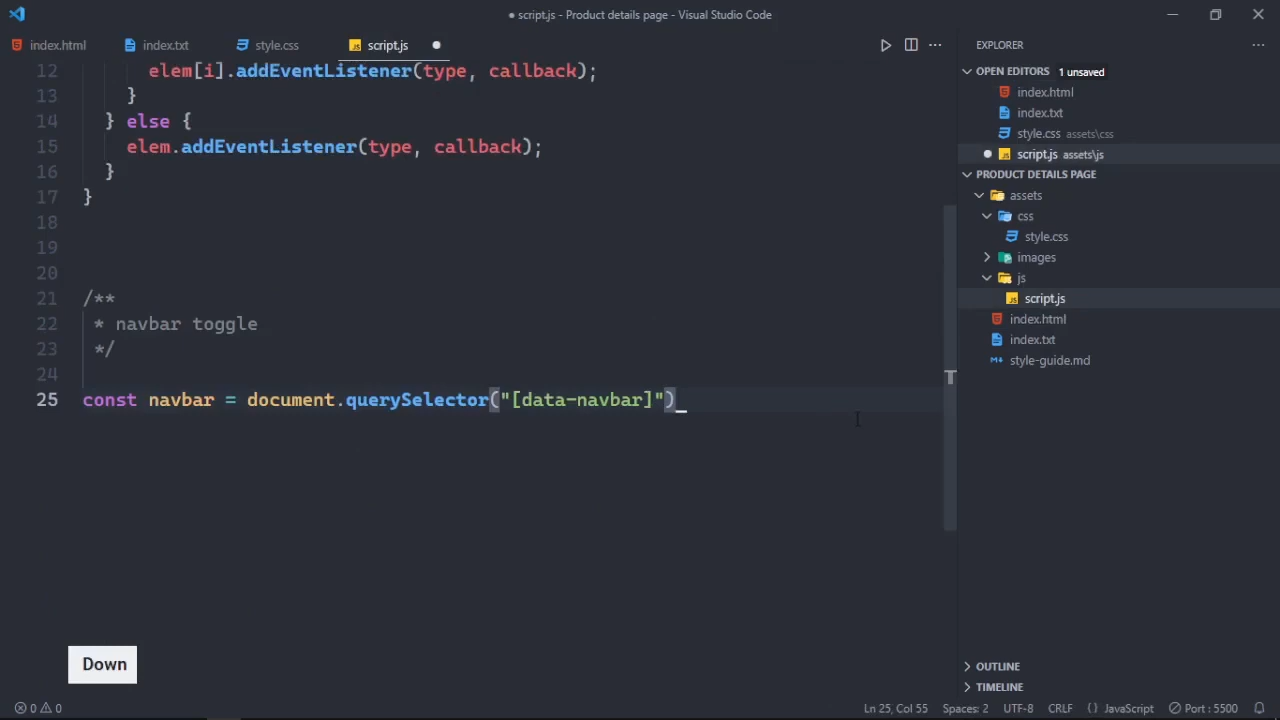 ● script.js - Product details page - Visual Studio Code
index.html
index.txt
style.css
JS script.js ●
EXPLORER
OPEN EDITORS 1 unsaved
index.html
index.txt
style.css assets\css
● JS script.js assets\js
PRODUCT DETAILS PAGE
assets
css
style.css
images
js
JS script.js
index.html
index.txt
style-guide.md
OUTLINE
TIMELINE
12 elem[i].addEventListener(type, callback);
13 }
14 } else {
15 elem.addEventListener(type, callback);
16 }
17 }
18
19
20
21 /**
22 * navbar toggle
23 */
24
25 const navbar = document.querySelector("[data-navbar]")
Down
0 0
Ln 25, Col 55 Spaces: 2 UTF-8 CRLF {} JavaScript Port : 5500